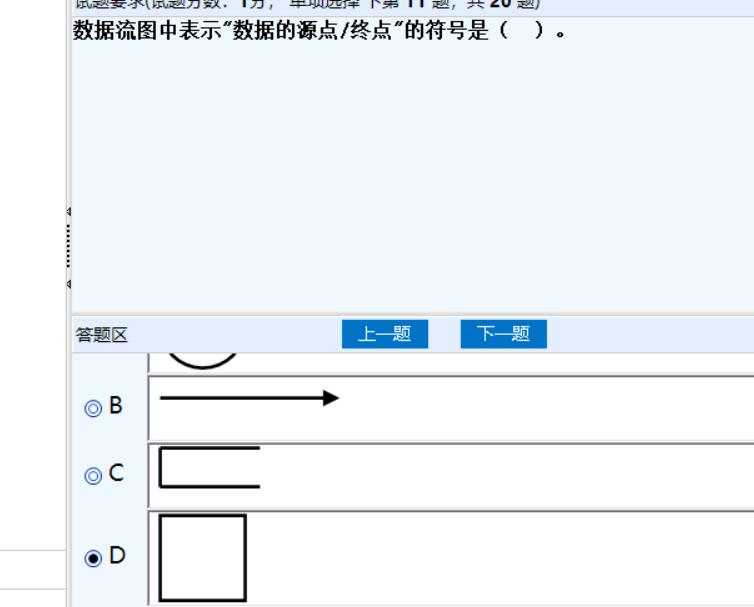 试题要求(试题分数：1分， 单项选择 下第 11 题，共 20 题)
数据流图中表示"数据的源点/终点"的符号是（ ）。
答题区
上一题 下一题
B
C
D